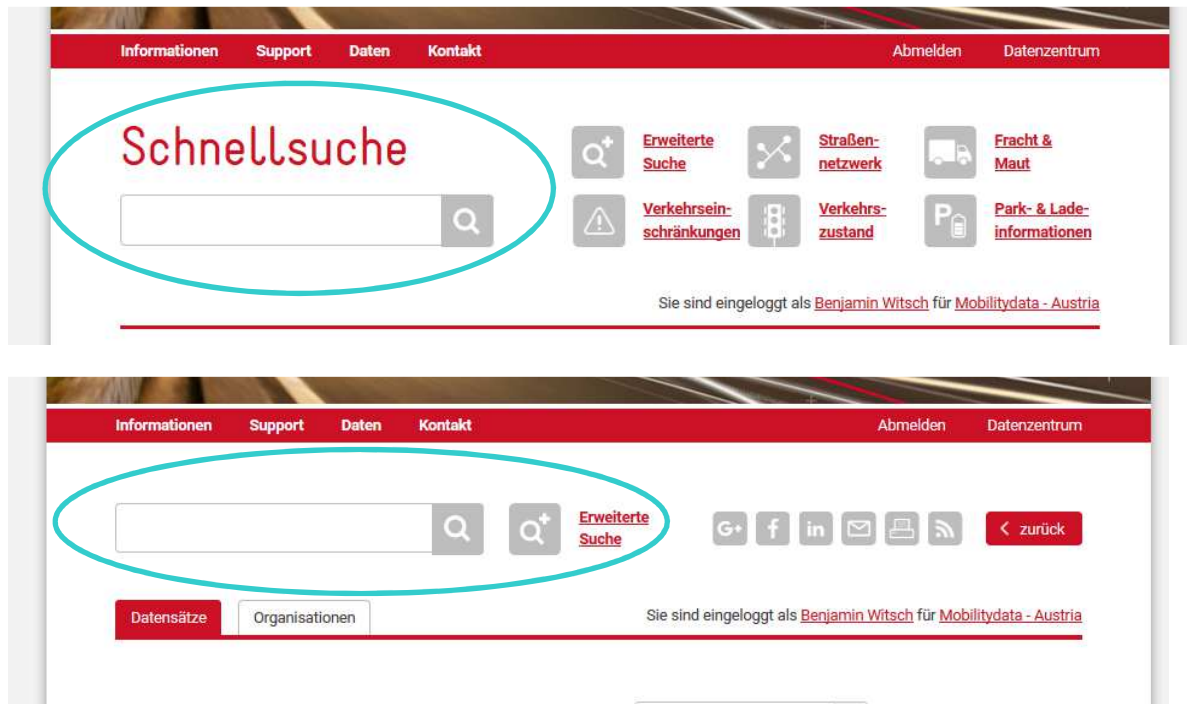 Informationen Support Daten Kontakt Abmelden Datenzentrum
Schnellsuche
Erweiterte
Suche
Straßen-
netzwerk
Fracht &
Maut
Verkehrsein-
schränkungen
Verkehrs-
zustand
P
Park- & Lade-
informationen
Sie sind eingeloggt als Benjamin Witsch für Mobilitydata - Austria
Informationen Support Daten Kontakt Abmelden Datenzentrum
Erweiterte
Suche
G+ f in zurück
Datensätze Organisationen Sie sind eingeloggt als Benjamin Witsch für Mobilitydata - Austria